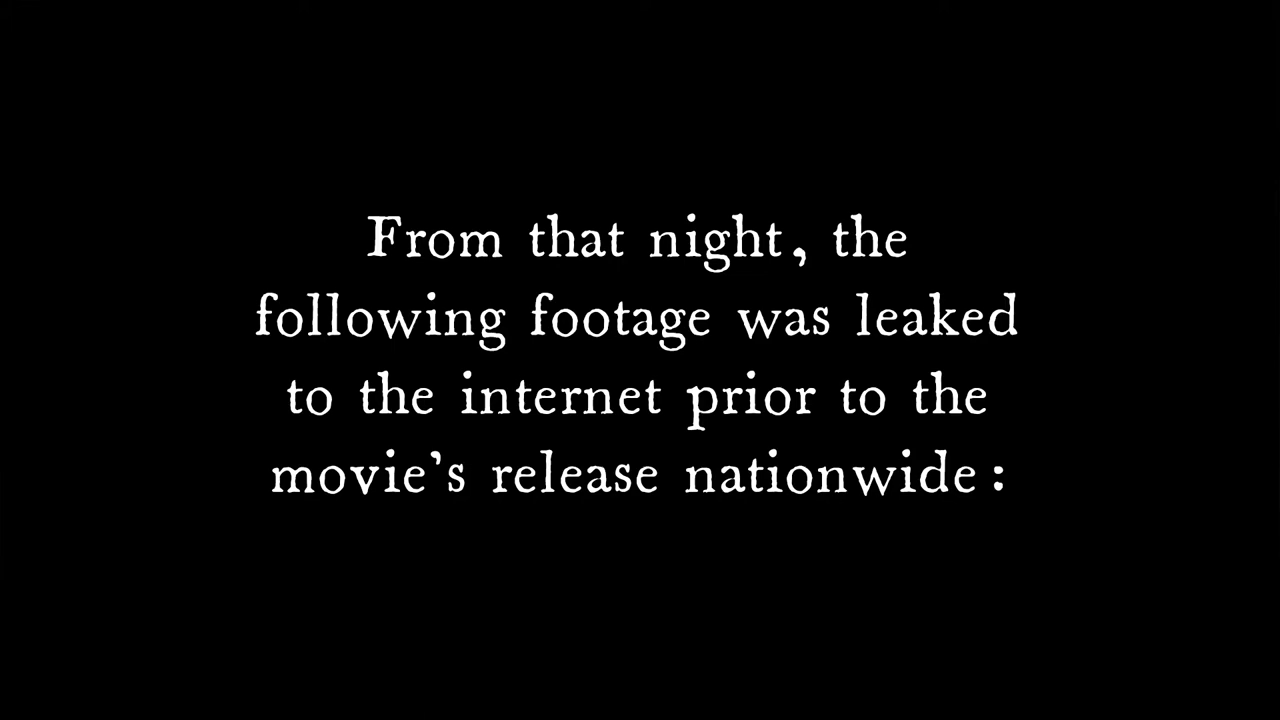 From that night, the
following footage was leaked
to the internet prior to the
movie’s release nationwide: